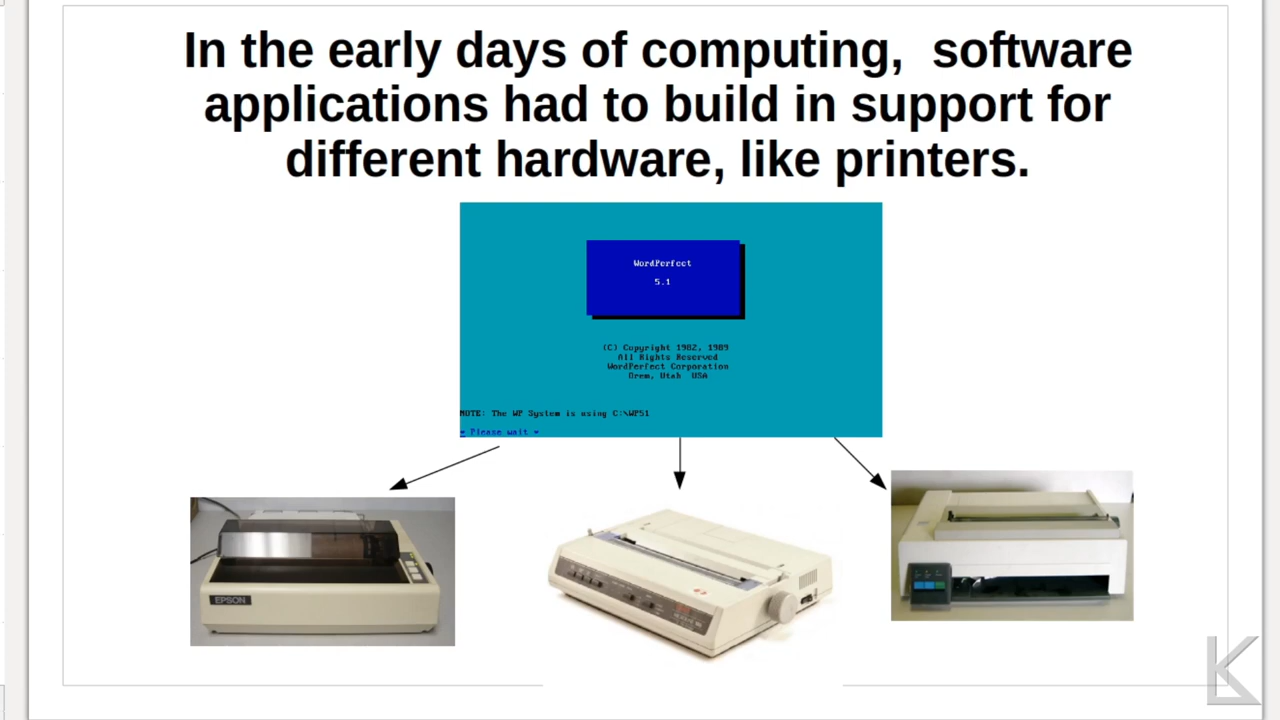 In the early days of computing,  software
applications had to build in support for
different hardware, like printers.
WordPerfect
5.1
(C) Copyright 1982, 1989
All Rights Reserved
WordPerfect Corporation
Orem, Utah  USA
NOTE: The WP System is using C:\WP51
* Please wait *
EPSON
K